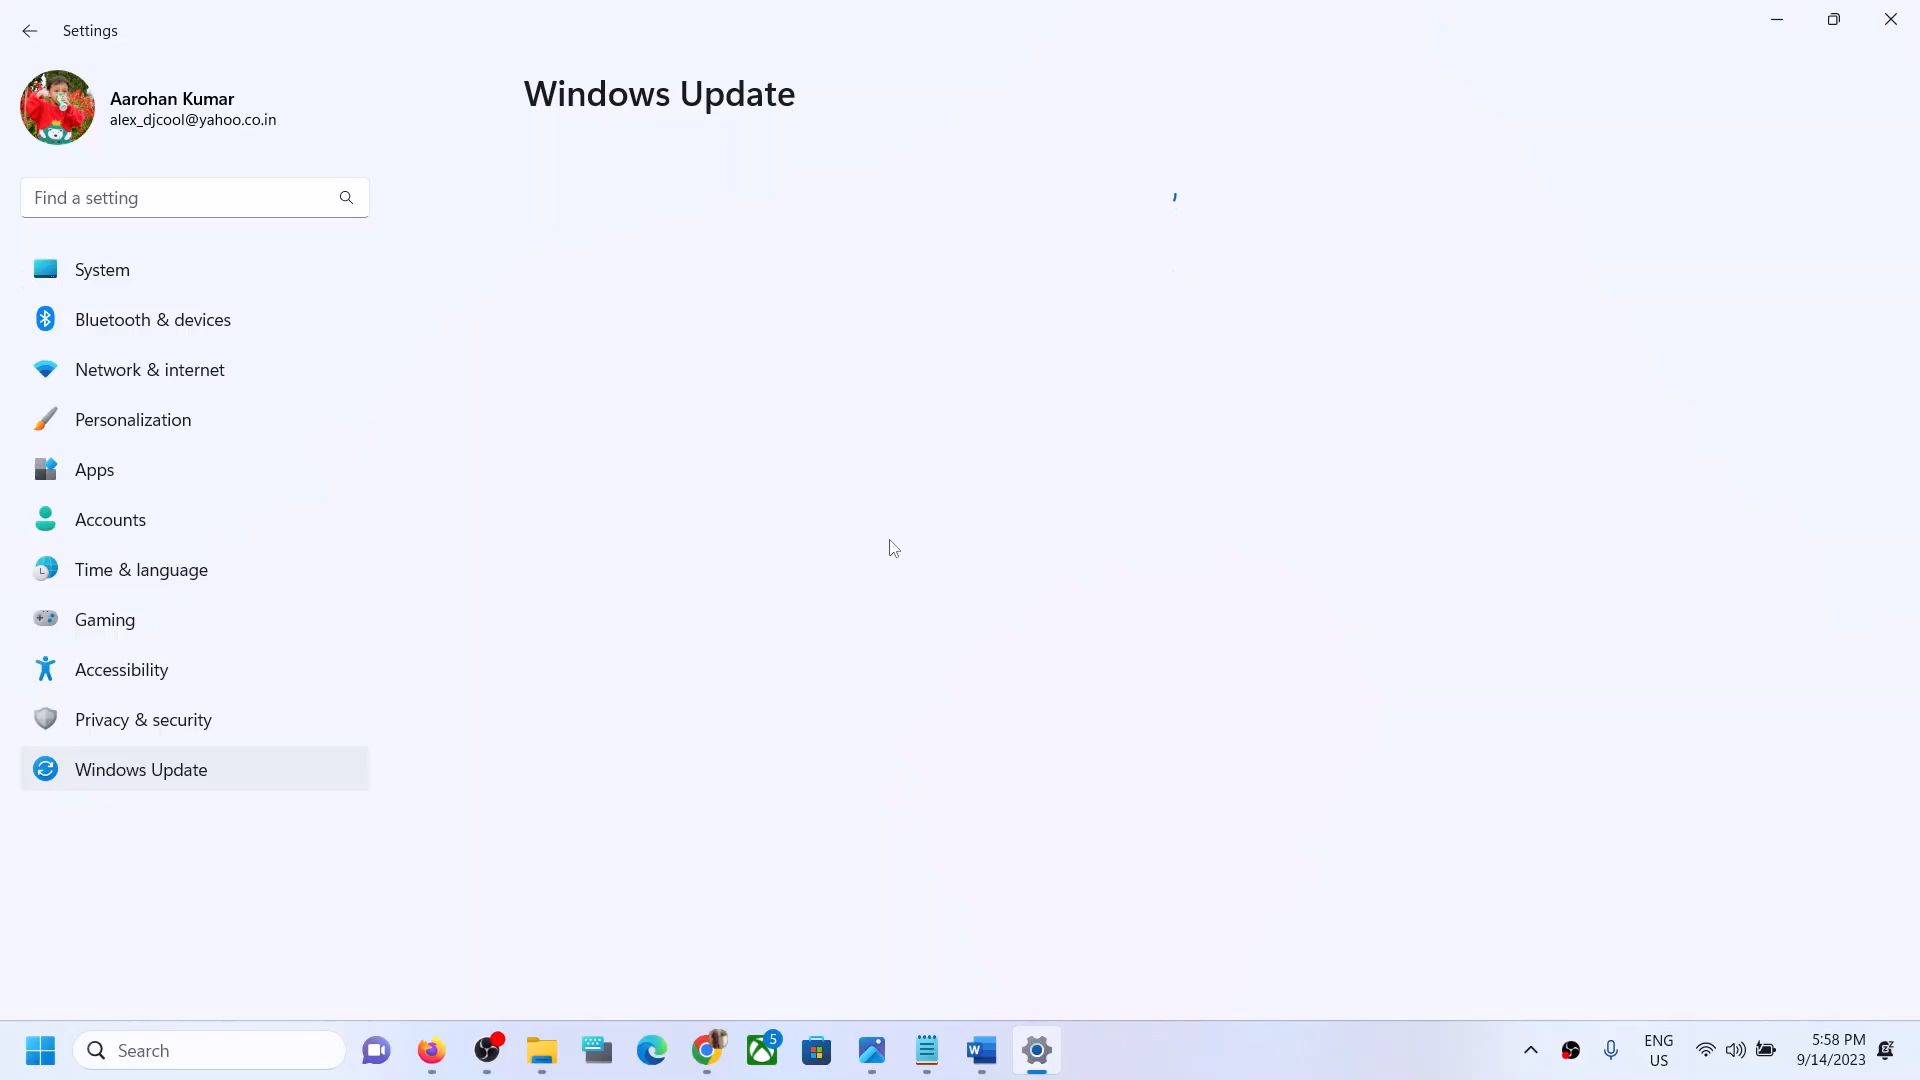 Settings
Aarohan Kumar
alex_djcool@yahoo.co.in
Windows Update
Find a setting
System
Bluetooth & devices
Network & internet
Personalization
Apps
Accounts
Time & language
Gaming
Accessibility
Privacy & security
Windows Update
Search
5
W
ENG
US
5:58 PM
9/14/2023